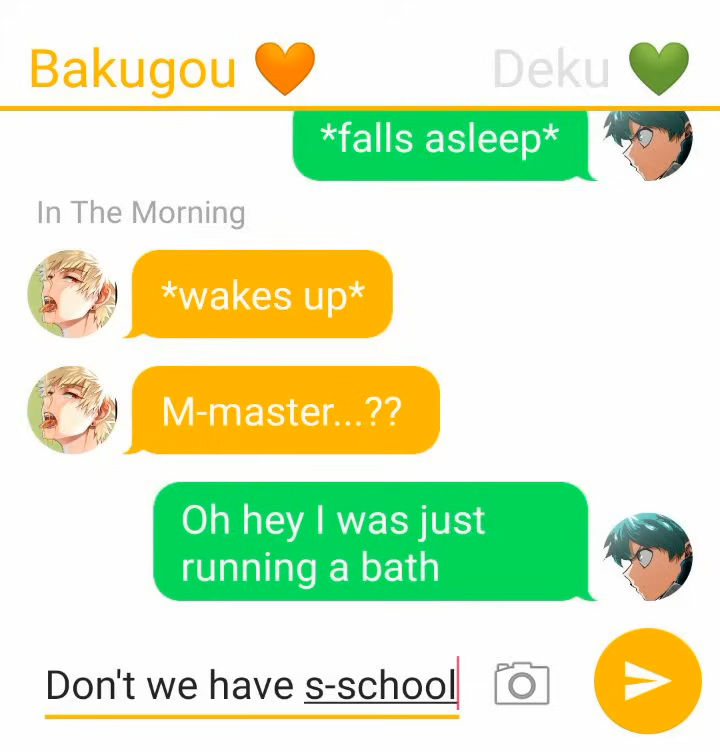 Bakugou 🧡 Deku 💚
*falls asleep*
In The Morning
*wakes up*
M-master...??
Oh hey I was just
running a bath
Don't we have s-school